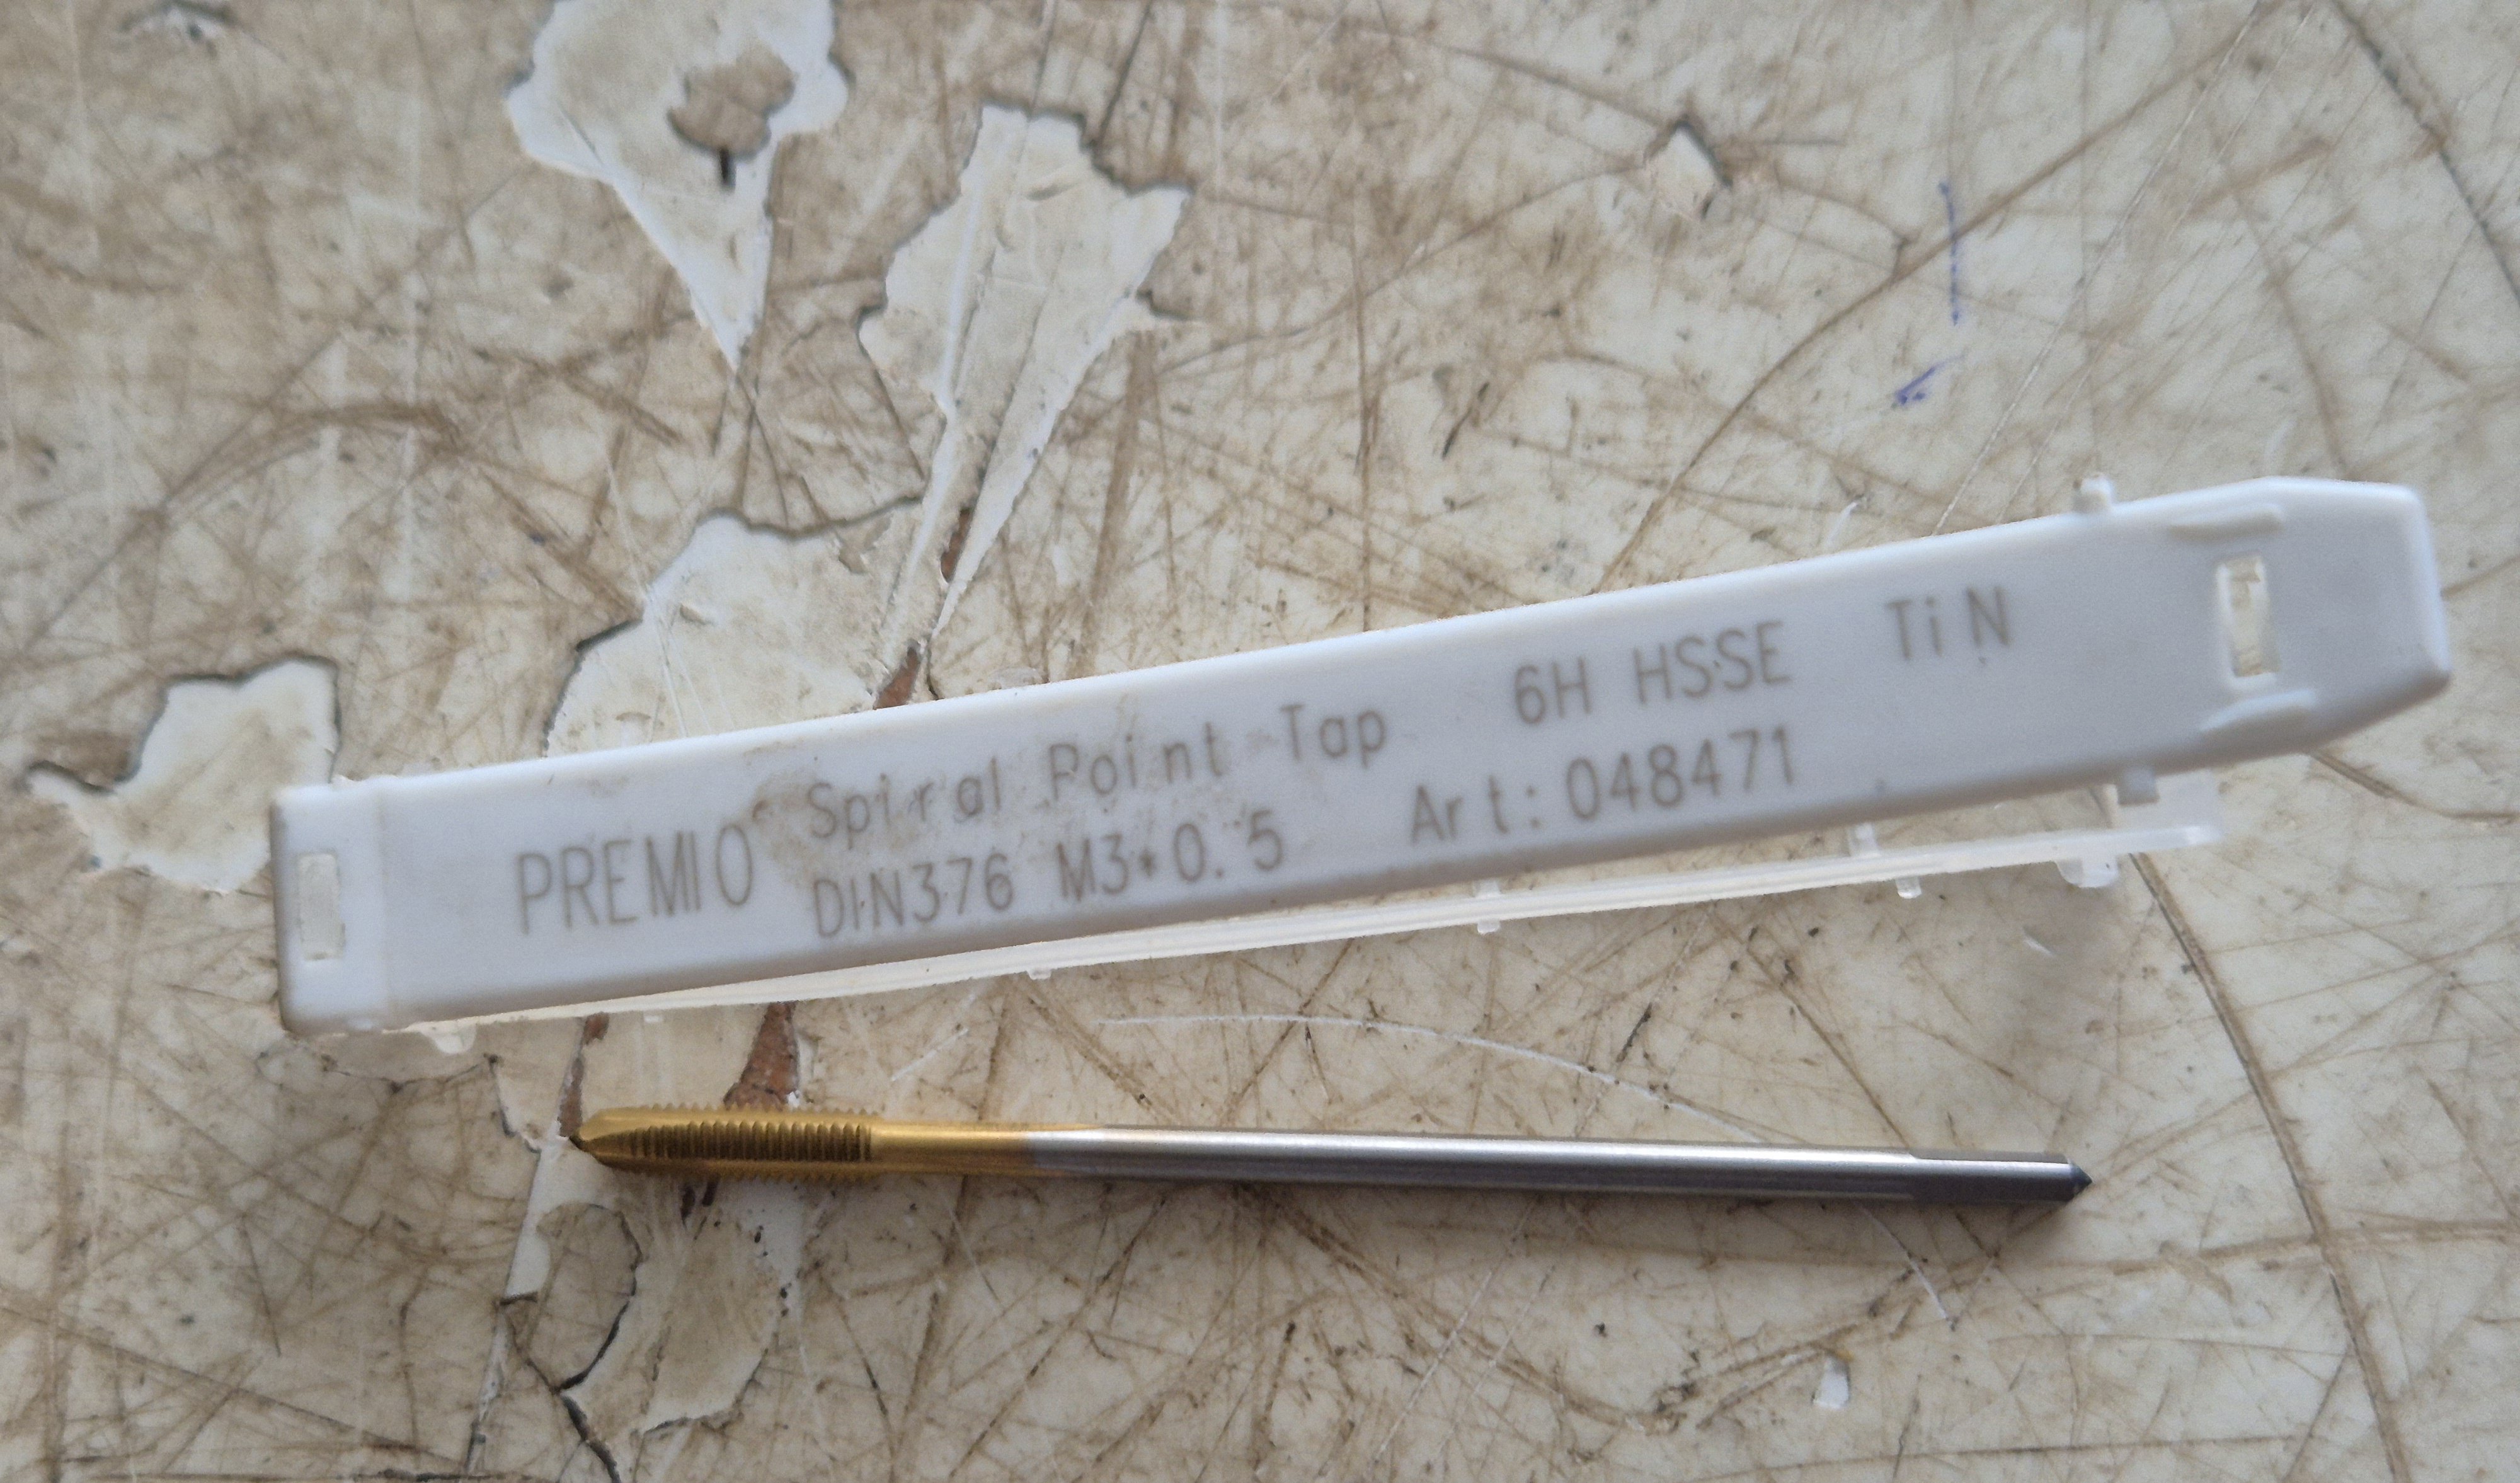 PREMIO Spiral Point Tap 6H HSSE TiN
DIN376 M3*0.5 Art:048471